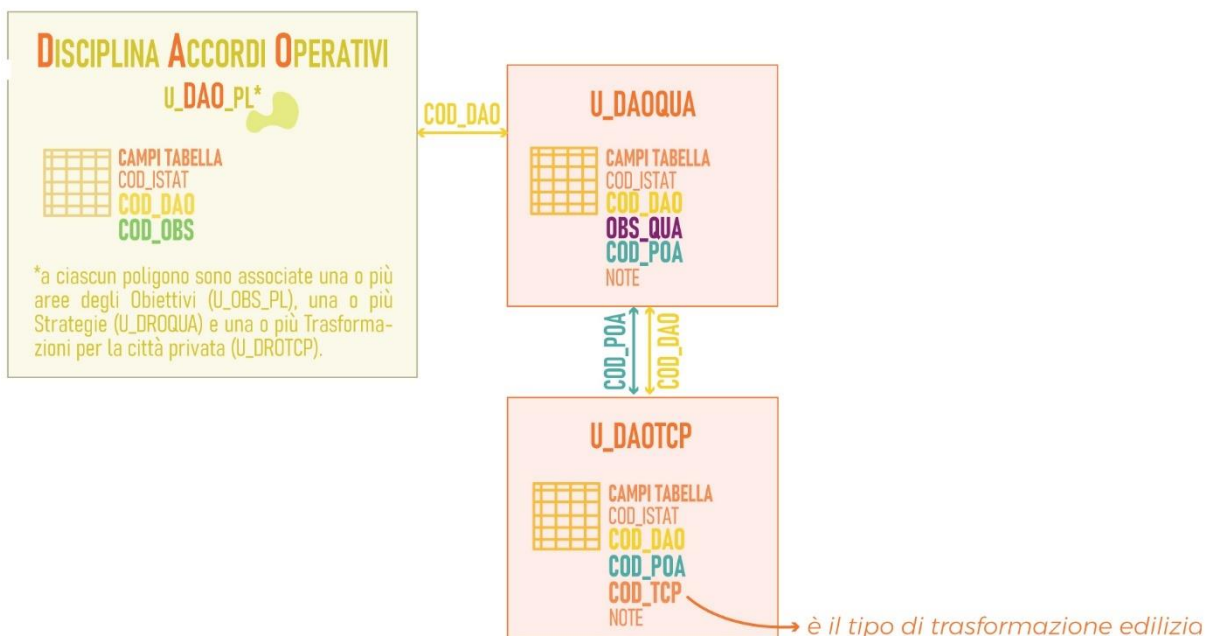 DISCIPLINA ACCORDI OPERATIVI
U_DAO_PL*
CAMPI TABELLA
COD_ISTAT
COD_DAO
COD_OBS
*a ciascun poligono sono associate una o più
aree degli Obiettivi (U_OBS_PL), una o più
Strategie (U_DROQUA) e una o più Trasforma-
zioni per la città privata (U_DROTCP).
COD_DAO
U_DAOQUA
CAMPI TABELLA
COD_ISTAT
COD_DAO
OBS_QUA
COD_POA
NOTE
COD_POA
COD_DAO
U_DAOTCP
CAMPI TABELLA
COD_ISTAT
COD_DAO
COD_POA
COD_TCP
NOTE
è il tipo di trasformazione edilizia